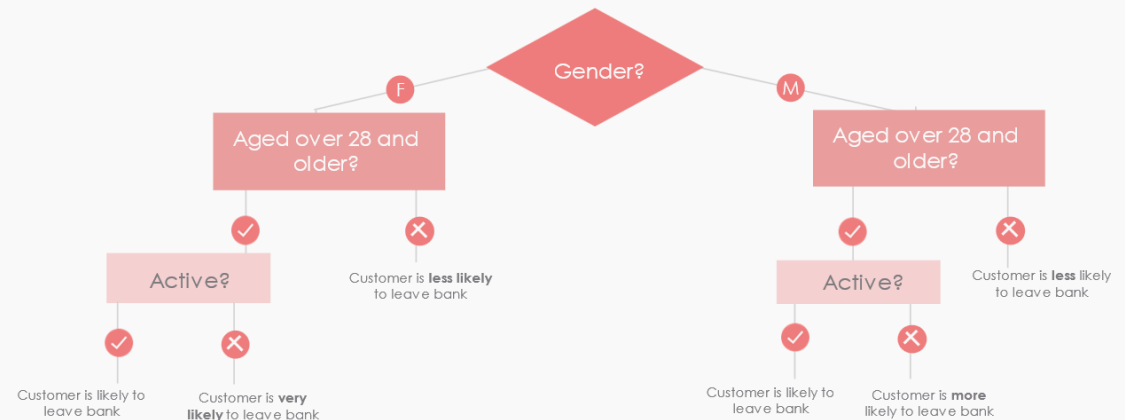 Gender?
F
M
Aged over 28 and
older?
Aged over 28 and
older?
Active?
Customer is less likely
to leave bank
Active?
Customer is less likely
to leave bank
Customer is likely to
leave bank
Customer is very
likely to leave bank
Customer is likely to
leave bank
Customer is more
likely to leave bank